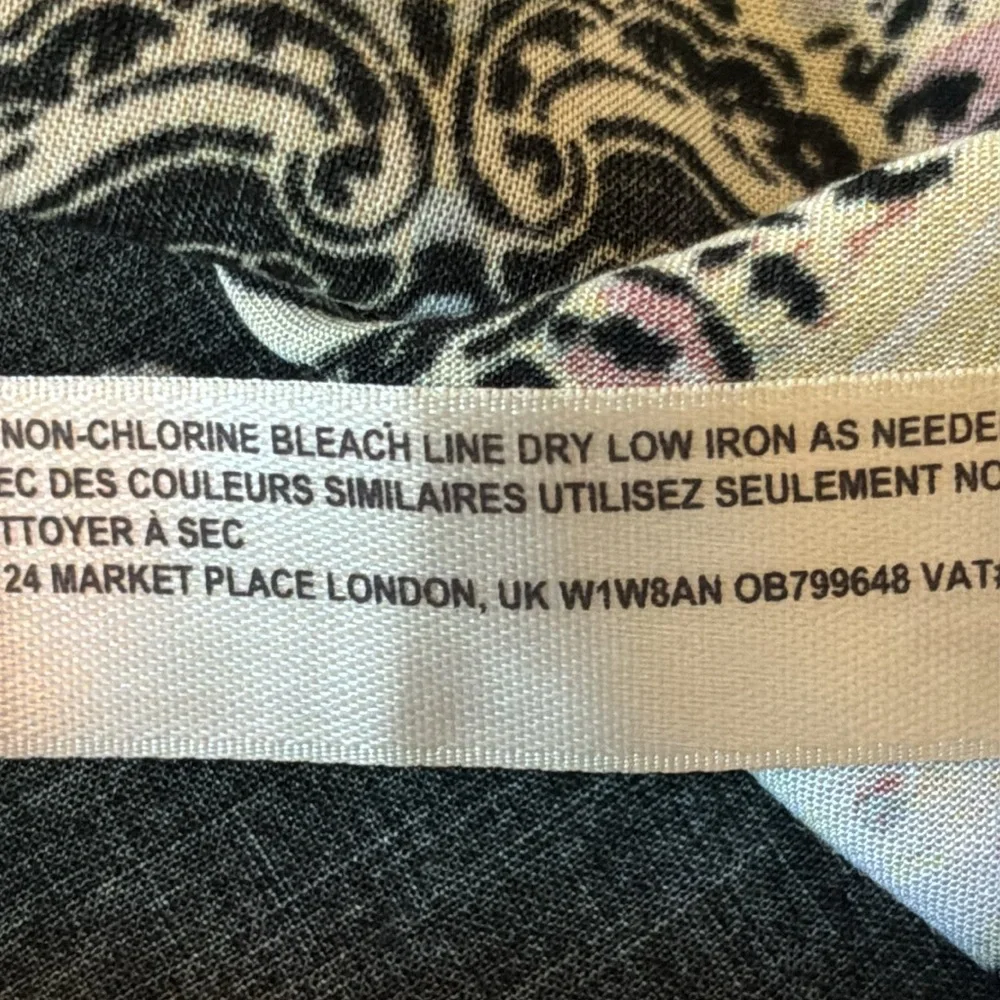 NON-CHLORINE BLEACH LINE DRY LOW IRON AS NEEDE
EC DES COULEURS SIMILAIRES UTILISEZ SEULEMENT NO
TTOYER À SEC
24 MARKET PLACE LONDON, UK W1W8AN OB799648 VAT